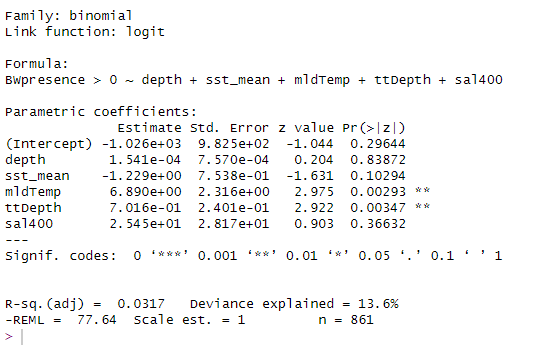 Family: binomial
Link function: logit
Formula:
BWpresence > 0 ~ depth + sst_mean + mldTemp + ttDepth + sal400
Parametric coefficients:
Estimate Std. Error z value Pr(>|z|)
(Intercept) -1.026e+03 9.825e+02 -1.044 0.29644
depth 1.541e-04 7.570e-04 0.204 0.83872
sst_mean -1.229e+00 7.538e-01 -1.631 0.10294
mldTemp 6.890e+00 2.316e+00 2.975 0.00293 **
ttDepth 7.016e-01 2.401e-01 2.922 0.00347 **
sal400 2.545e+01 2.817e+01 0.903 0.36632
---
Signif. codes: 0 ‘***’ 0.001 ‘**’ 0.01 ‘*’ 0.05 ‘.’ 0.1 ‘ ’ 1
R-sq.(adj) = 0.0317 Deviance explained = 13.6%
-REML = 77.64 Scale est. = 1 n = 861
>